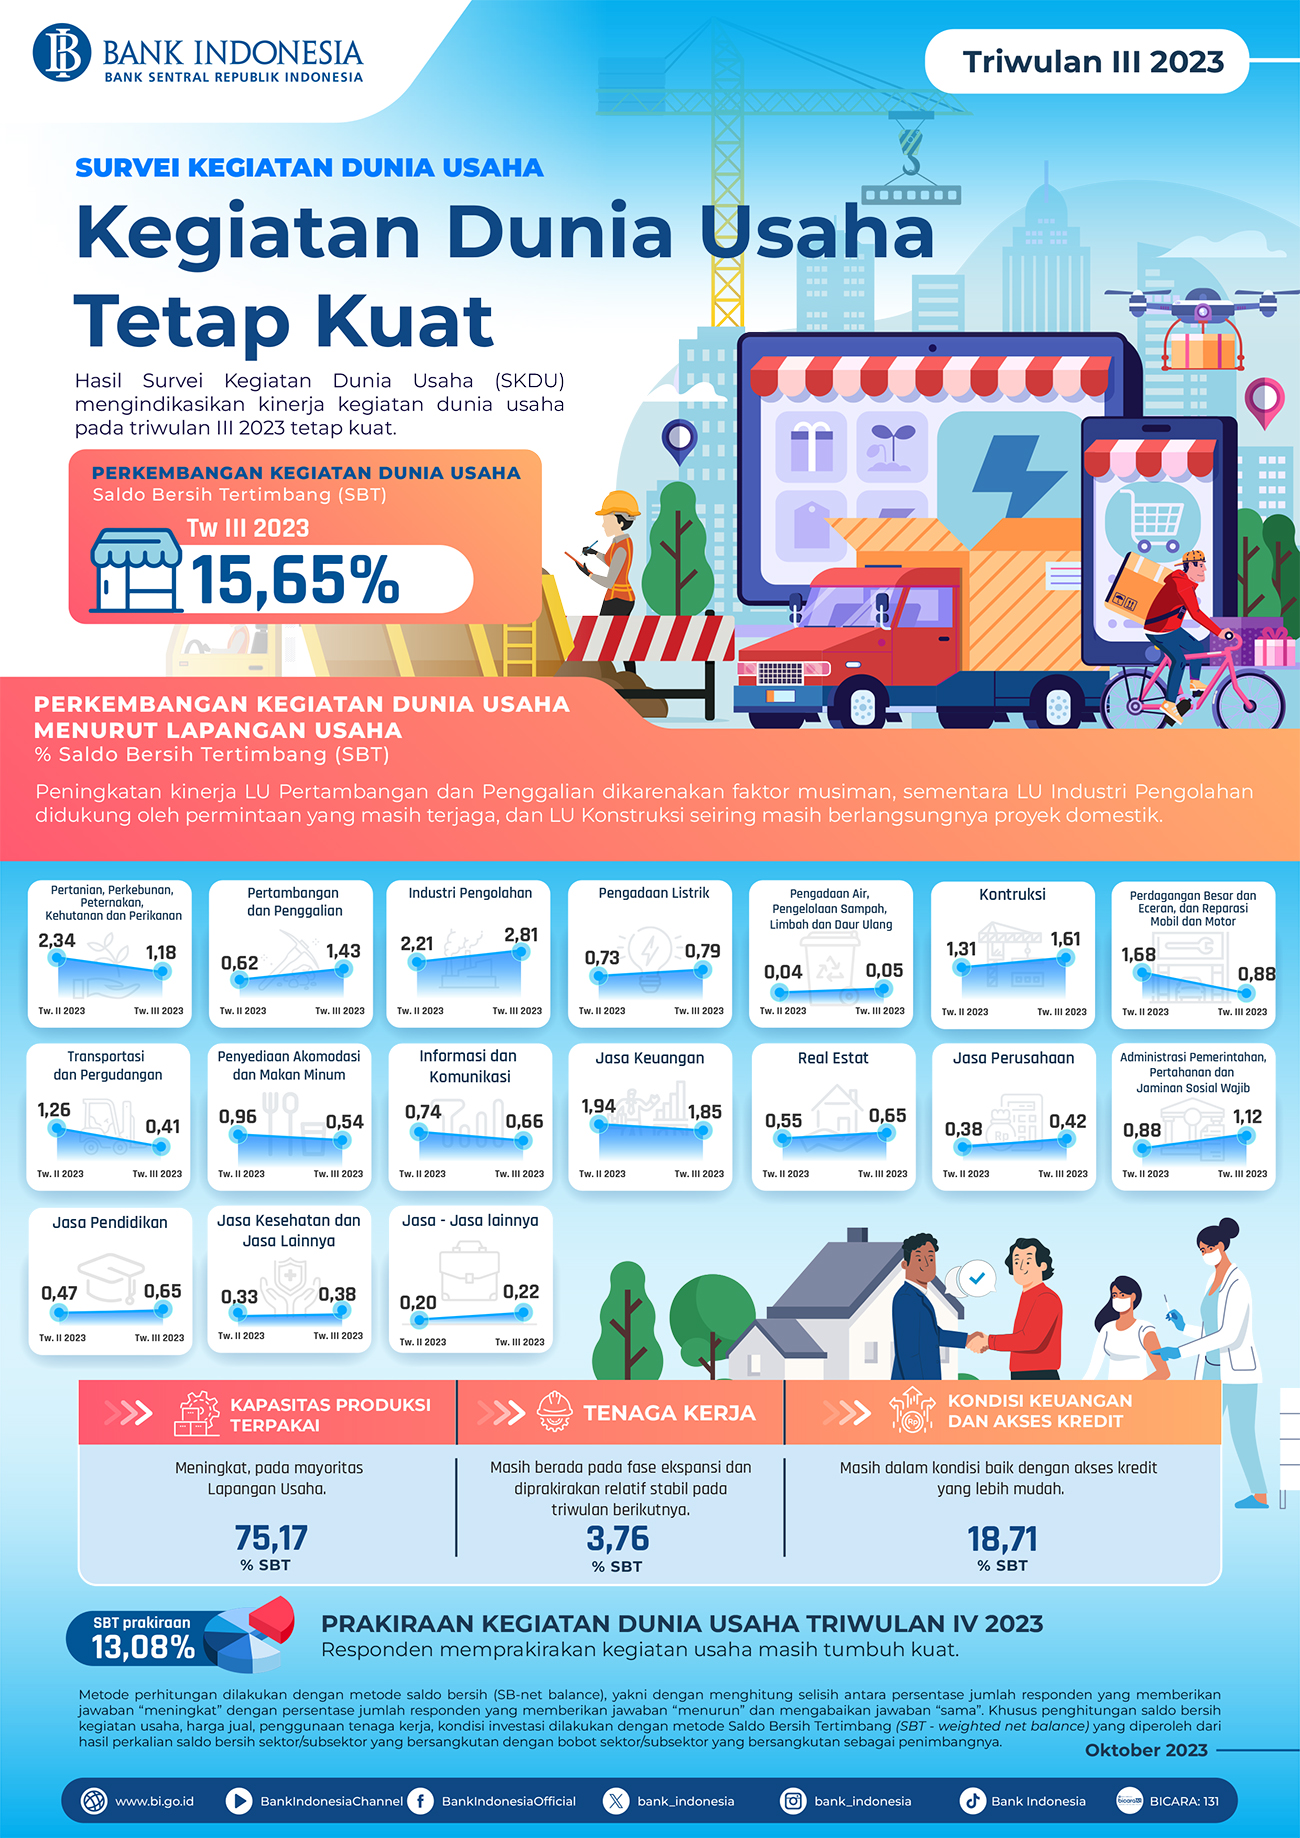 BANK INDONESIA
BANK SENTRAL REPUBLIK INDONESIA
Triwulan III 2023
SURVEI KEGIATAN DUNIA USAHA
Kegiatan Dunia Usaha
Tetap Kuat
Hasil Survei Kegiatan Dunia Usaha (SKDU)
mengindikasikan kinerja kegiatan dunia usaha
pada triwulan III 2023 tetap kuat.
PERKEMBANGAN KEGIATAN DUNIA USAHA
Saldo Bersih Tertimbang (SBT)
Tw III 2023
15,65%
PERKEMBANGAN KEGIATAN DUNIA USAHA
MENURUT LAPANGAN USAHA
% Saldo Bersih Tertimbang (SBT)
Peningkatan kinerja LU Pertambangan dan Penggalian dikarenakan faktor musiman, sementara LU Industri Pengolahan
didukung oleh permintaan yang masih terjaga, dan LU Konstruksi seiring masih berlangsungnya proyek domestik.
Pertanian, Perkebunan,
Peternakan,
Kehutanan dan Perikanan
2,34
1,18
Tw. II 2023
Tw. III 2023
Pertambangan
dan Penggalian
0,62
1,43
Tw. II 2023
Tw. III 2023
Industri Pengolahan
2,21
2,81
Tw. II 2023
Tw. III 2023
Pengadaan Listrik
0,73
0,79
Tw. II 2023
Tw. III 2023
Pengadaan Air,
Pengelolaan Sampah,
Limbah dan Daur Ulang
0,04
0,05
Tw. II 2023
Tw. III 2023
Kontruksi
1,31
1,61
Tw. II 2023
Tw. III 2023
Perdagangan Besar dan
Eceran, dan Reparasi
Mobil dan Motor
1,68
0,88
Tw. II 2023
Tw. III 2023
Transportasi
dan Pergudangan
1,26
0,41
Tw. II 2023
Tw. III 2023
Penyediaan Akomodasi
dan Makan Minum
0,96
0,54
Tw. II 2023
Tw. III 2023
Informasi dan
Komunikasi
0,74
0,66
Tw. II 2023
Tw. III 2023
Jasa Keuangan
1,94
1,85
Tw. II 2023
Tw. III 2023
Real Estat
0,55
0,65
Tw. II 2023
Tw. III 2023
Jasa Perusahaan
Rp
0,38
0,42
Tw. II 2023
Tw. III 2023
Administrasi Pemerintahan,
Pertahanan dan
Jaminan Sosial Wajib
0,88
1,12
Tw. II 2023
Tw. III 2023
Jasa Pendidikan
0,47
0,65
Tw. II 2023
Tw. III 2023
Jasa Kesehatan dan
Jasa Lainnya
0,33
0,38
Tw. II 2023
Tw. III 2023
Jasa - Jasa lainnya
0,20
0,22
Tw. II 2023
Tw. III 2023
KAPASITAS PRODUKSI
TERPAKAI
Meningkat, pada mayoritas
Lapangan Usaha.
75,17
% SBT
TENAGA KERJA
Masih berada pada fase ekspansi dan
diprakirakan relatif stabil pada
triwulan berikutnya.
3,76
% SBT
Rp
KONDISI KEUANGAN
DAN AKSES KREDIT
Masih dalam kondisi baik dengan akses kredit
yang lebih mudah.
18,71
% SBT
SBT prakiraan
13,08%
PRAKIRAAN KEGIATAN DUNIA USAHA TRIWULAN IV 2023
Responden memprakirakan kegiatan usaha masih tumbuh kuat.
Metode perhitungan dilakukan dengan metode saldo bersih (SB-net balance), yakni dengan menghitung selisih antara persentase jumlah responden yang memberikan
jawaban "meningkat" dengan persentase jumlah responden yang memberikan jawaban "menurun" dan mengabaikan jawaban "sama". Khusus penghitungan saldo bersih
kegiatan usaha, harga jual, penggunaan tenaga kerja, kondisi investasi dilakukan dengan metode Saldo Bersih Tertimbang (SBT - weighted net balance) yang diperoleh dari
hasil perkalian saldo bersih sektor/subsektor yang bersangkutan dengan bobot sektor/subsektor yang bersangkutan sebagai penimbangnya.
Oktober 2023
www.bi.go.id
BankIndonesiaChannel
BankIndonesiaOfficial
bank_indonesia
bank_indonesia
Bank Indonesia
bicara131
BICARA: 131